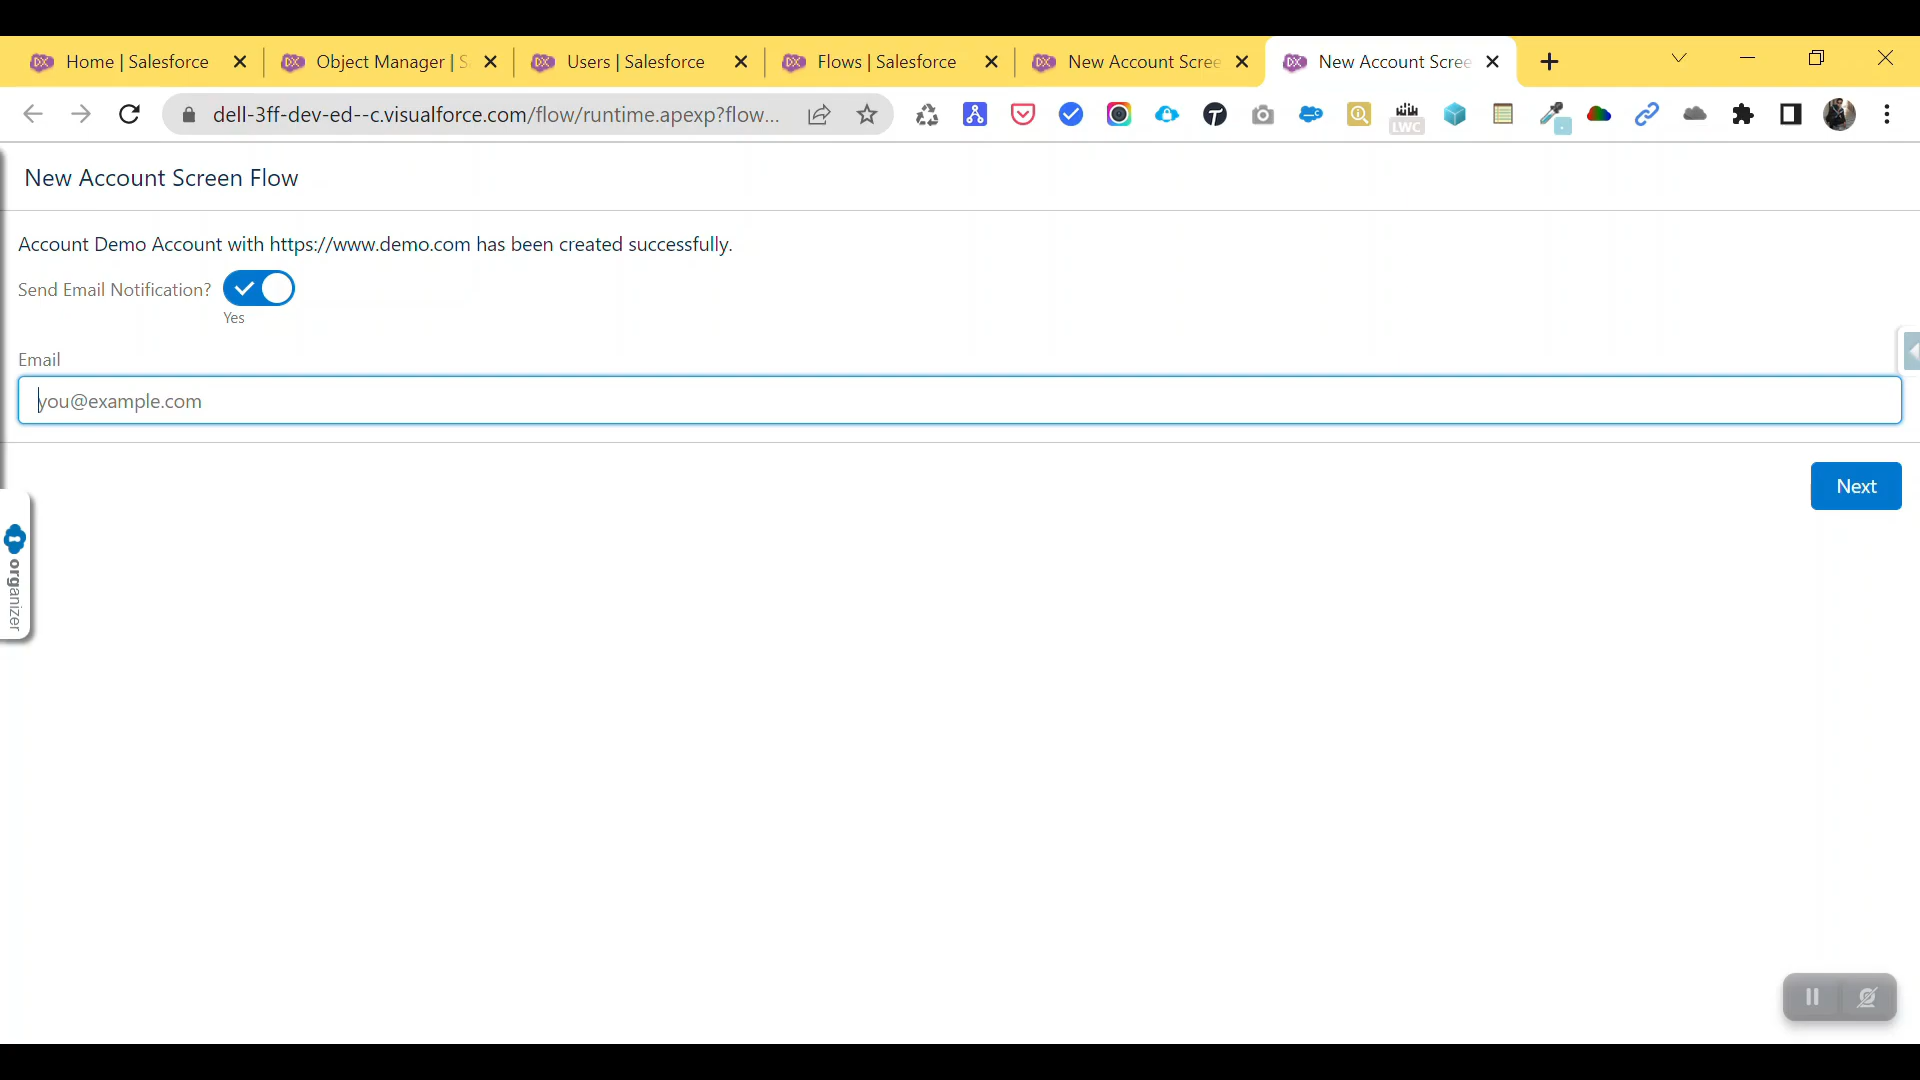 Home | Salesforce
Object Manager | S
Users | Salesforce
Flows | Salesforce
New Account Scree
New Account Scree
dell-3ff-dev-ed--c.visualforce.com/flow/runtime.apexp?flow...
LWC
New Account Screen Flow
Account Demo Account with https://www.demo.com has been created successfully.
Send Email Notification?
Yes
Email
you@example.com
Next
organizer